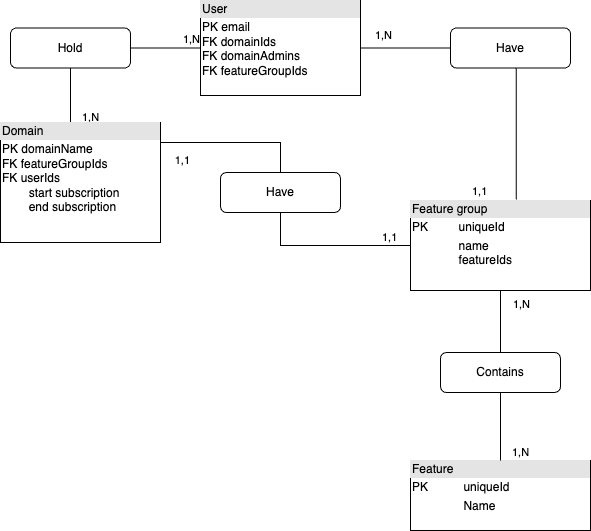 User
PK email
FK domainIds
FK domainAdmins
FK featureGroupIds
1,N
1,N
Hold
Have
1,N
Domain
PK domainName
FK featureGroupIds
FK userIds
start subscription
end subscription
1,1
Have
1,1
1,1
Feature group
PK uniqueId
name
featureIds
1,N
Contains
1,N
Feature
PK uniqueId
Name